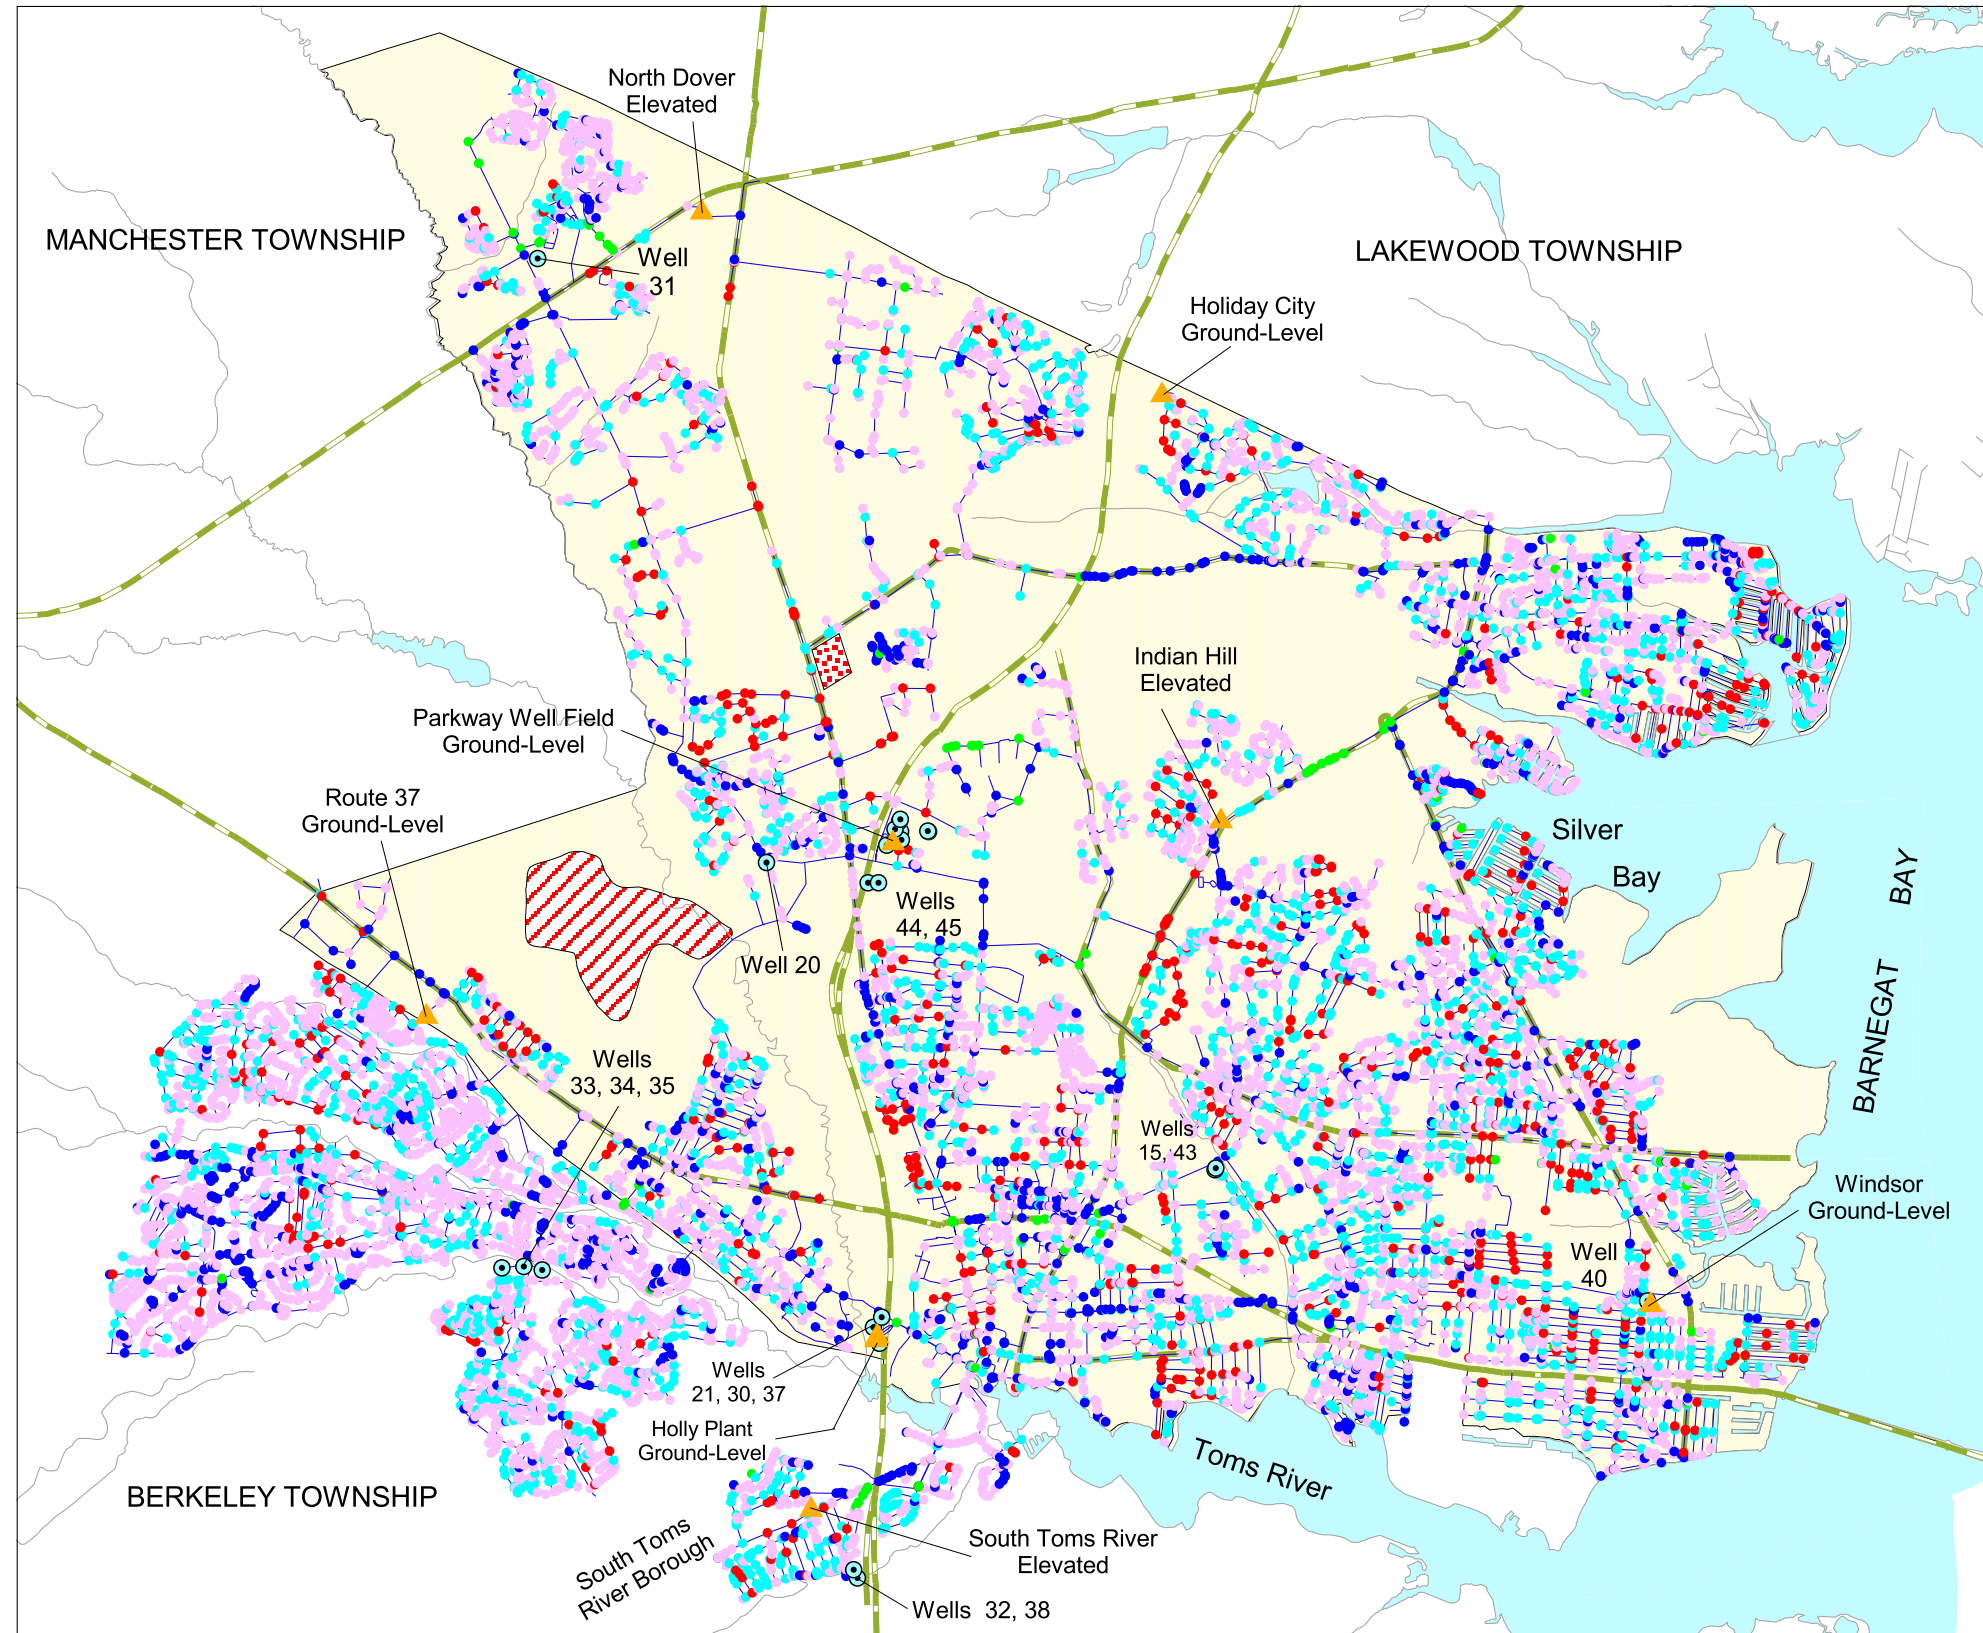 North Dover
Elevated
MANCHESTER TOWNSHIP
LAKEWOOD TOWNSHIP
Well
31
Holiday City
Ground-Level
Indian Hill
Elevated
Parkway Well Field
Ground-Level
Route 37
Ground-Level
Silver
Bay
BARNEGAT BAY
Wells
44, 45
Well 20
Wells
33, 34, 35
Wells
15, 43
Windsor
Ground-Level
Well
40
Wells
21, 30, 37
Holly Plant
Ground-Level
Toms River
BERKELEY TOWNSHIP
South Toms
River Borough
South Toms River
Elevated
Wells 32, 38